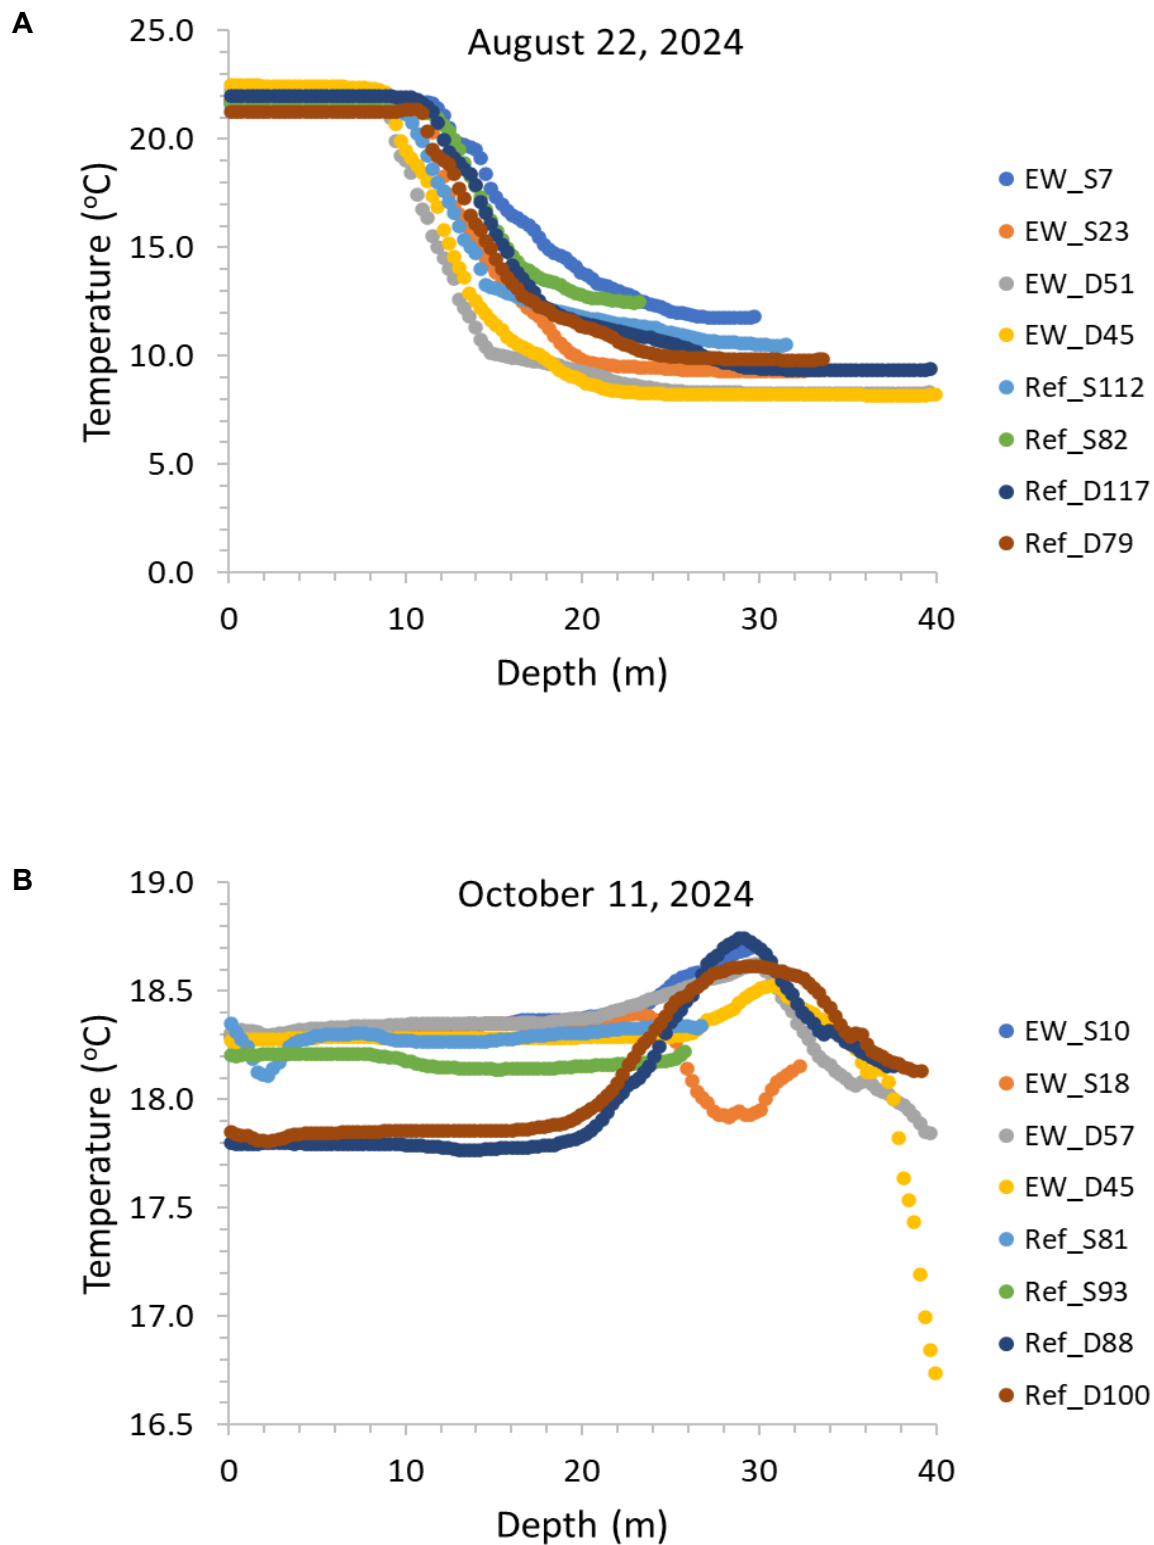 A
August 22, 2024
25.0
20.0
15.0
10.0
5.0
0.0
Temperature (oC)
0 10 20 30 40
Depth (m)
EW_S7
EW_S23
EW_D51
EW_D45
Ref_S112
Ref_S82
Ref_D117
Ref_D79
B
October 11, 2024
19.0
18.5
18.0
17.5
17.0
16.5
Temperature (oC)
0 10 20 30 40
Depth (m)
EW_S10
EW_S18
EW_D57
EW_D45
Ref_S81
Ref_S93
Ref_D88
Ref_D100